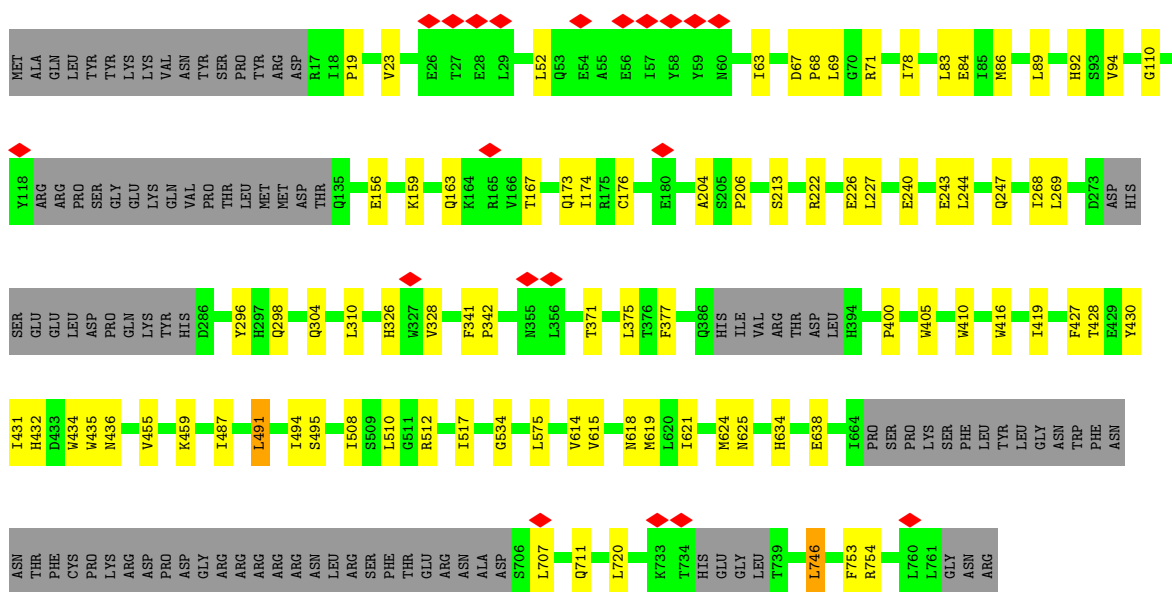 MET ALA GLN LEU TYR TYR LYS LYS VAL ASN TYR SER PRO TYR ARG ASP R17 I18 P19 V23 E26 T27 E28 L29 L52 Q53 E54 A55 E56 I57 Y58 Y59 N60 I63 D67 P68 L69 G70 R71 I78 L83 E84 I85 M86 L89 H92 S93 V94 G110
Y118 ARG ARG PRO SER GLY GLU LYS GLN VAL PRO THR LEU MET MET ASP THR Q135 E156 K159 Q163 K164 R165 V166 T167 Q173 I174 R175 C176 E180 A204 S205 P206 S213 R222 E226 L227 E240 E243 L244 Q247 I268 L269 D273 ASP HIS
SER GLU GLU LEU ASP PRO GLN LYS TYR HIS D286 Y296 H297 Q298 Q304 L310 H326 W327 V328 F341 P342 N355 L356 T371 L375 T376 F377 Q386 HIS ILE VAL ARG THR ASP LEU H394 P400 W405 W410 W416 I419 F427 T428 E429 Y430
I431 H432 D433 W434 W435 N436 V455 K459 I487 L491 I494 S495 I508 S509 L510 G511 R512 I517 G534 L575 V614 V615 N618 M619 L620 I621 M624 N625 H634 E638 I664 PRO SER PRO LYS SER PHE LEU TYR LEU GLY ASN TRP PHE ASN
ASN THR PHE CYS PRO LYS ARG ASP PRO ASP GLY ARG ARG ARG ARG ARG ARG ASN LEU ARG SER PHE THR GLU ARG ASN ALA ASP S706 L707 Q711 L720 K733 T734 HIS GLU GLY LEU T739 L746 F753 R754 L760 L761 GLY ASN ARG